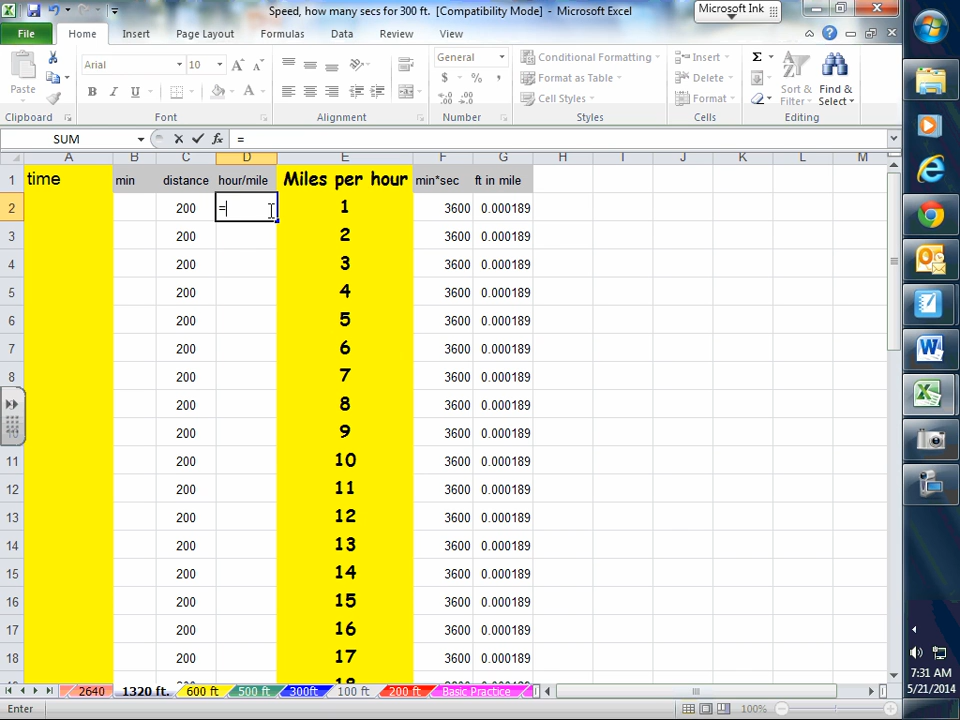 Speed, how many secs for 300 ft. [Compatibility Mode] - Microsoft Excel
Microsoft Ink
File Home Insert Page Layout Formulas Data Review View
Paste
Clipboard
Arial 10
B I U
Font
Alignment
General
$ % ,
Number
Conditional Formatting
Format as Table
Cell Styles
Styles
Insert
Delete
Format
Cells
Σ
Sort & Filter
Find & Select
Editing
SUM fx =
A B C D E F G H I J K L M
1 time min distance hour/mile Miles per hour min*sec ft in mile
2 200 = 1 3600 0.000189
3 200 2 3600 0.000189
4 200 3 3600 0.000189
5 200 4 3600 0.000189
6 200 5 3600 0.000189
7 200 6 3600 0.000189
8 200 7 3600 0.000189
200 8 3600 0.000189
200 9 3600 0.000189
11 200 10 3600 0.000189
12 200 11 3600 0.000189
13 200 12 3600 0.000189
14 200 13 3600 0.000189
15 200 14 3600 0.000189
16 200 15 3600 0.000189
17 200 16 3600 0.000189
18 200 17 3600 0.000189
2640 1320 ft. 600 ft 500 ft 300ft 100 ft 200 ft Basic Practice
Enter 100%
7:31 AM
5/21/2014